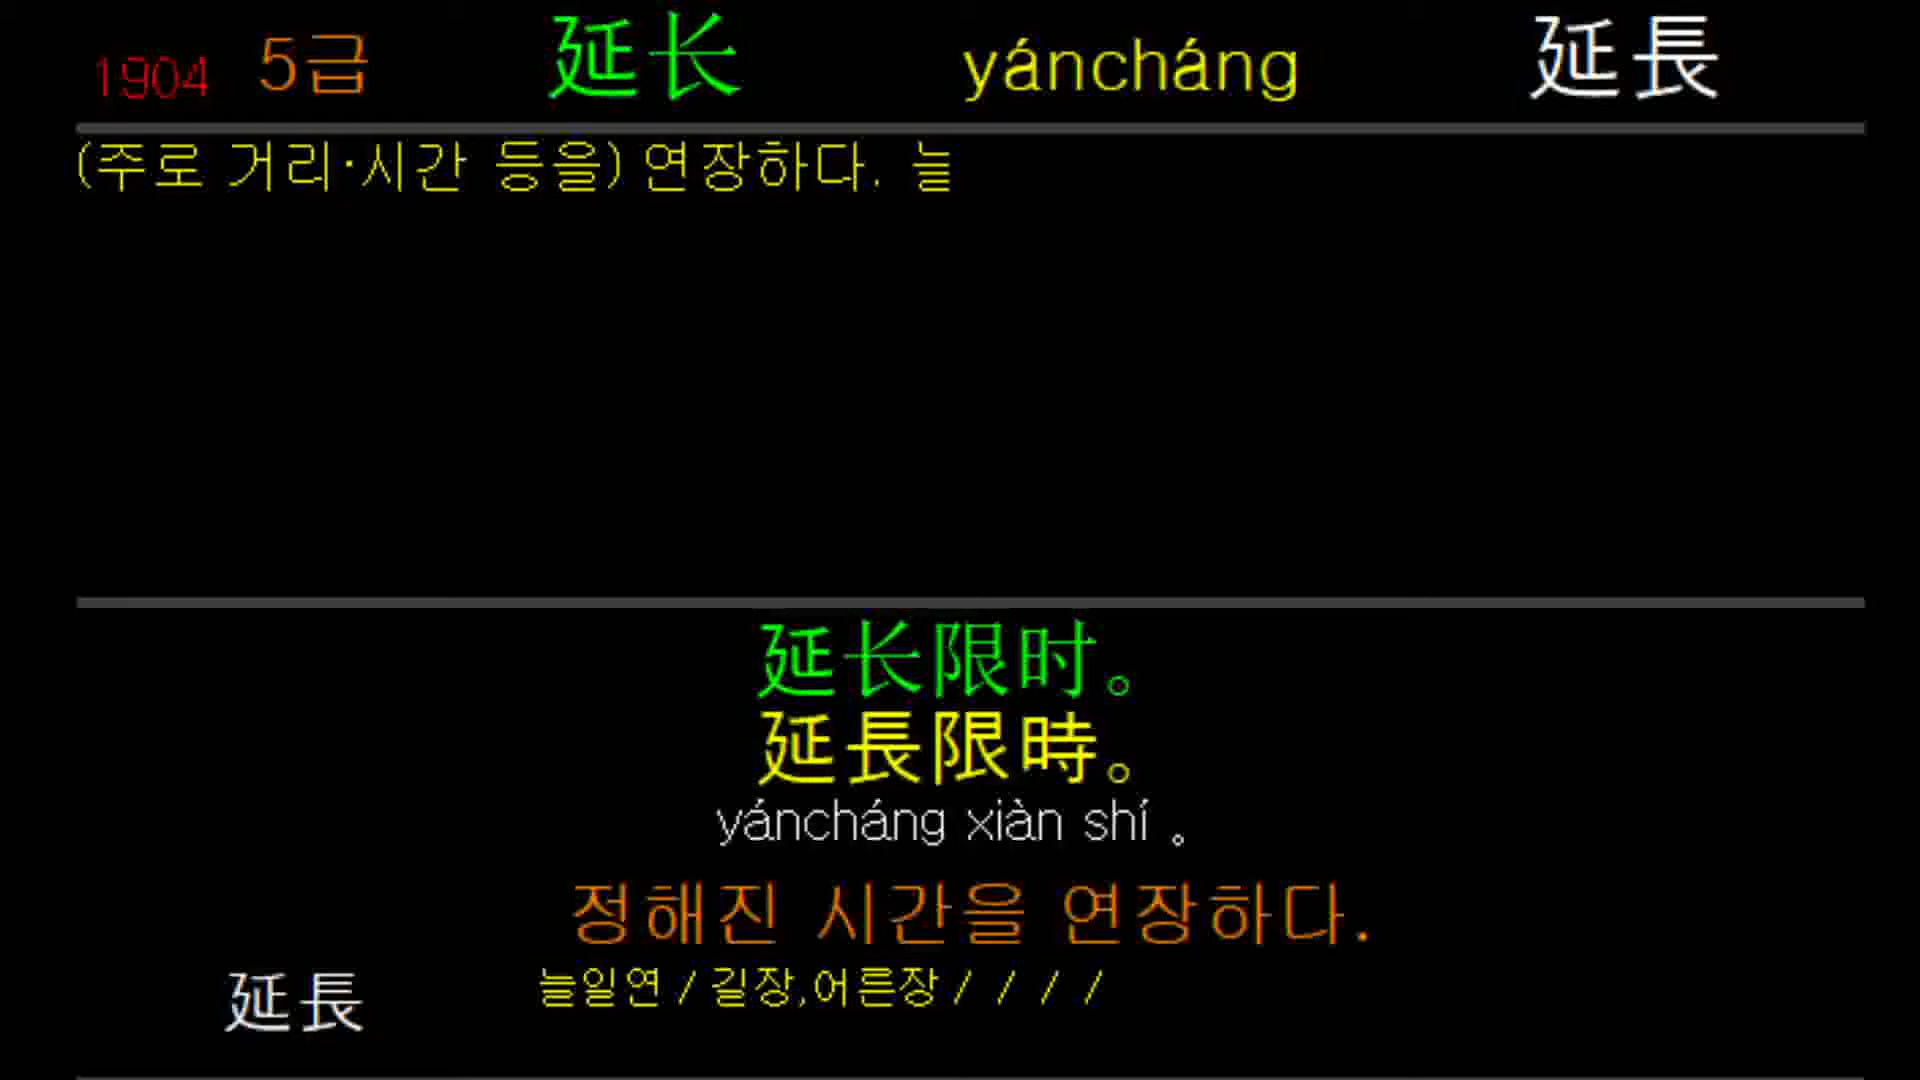 1904 5급 延长 yáncháng 延長
(주로 거리·시간 등을) 연장하다. 늘
延长限时。
延長限時。
yáncháng xiàn shí 。
정해진 시간을 연장하다.
延長 늘일연 / 길장,어른장 / / / /